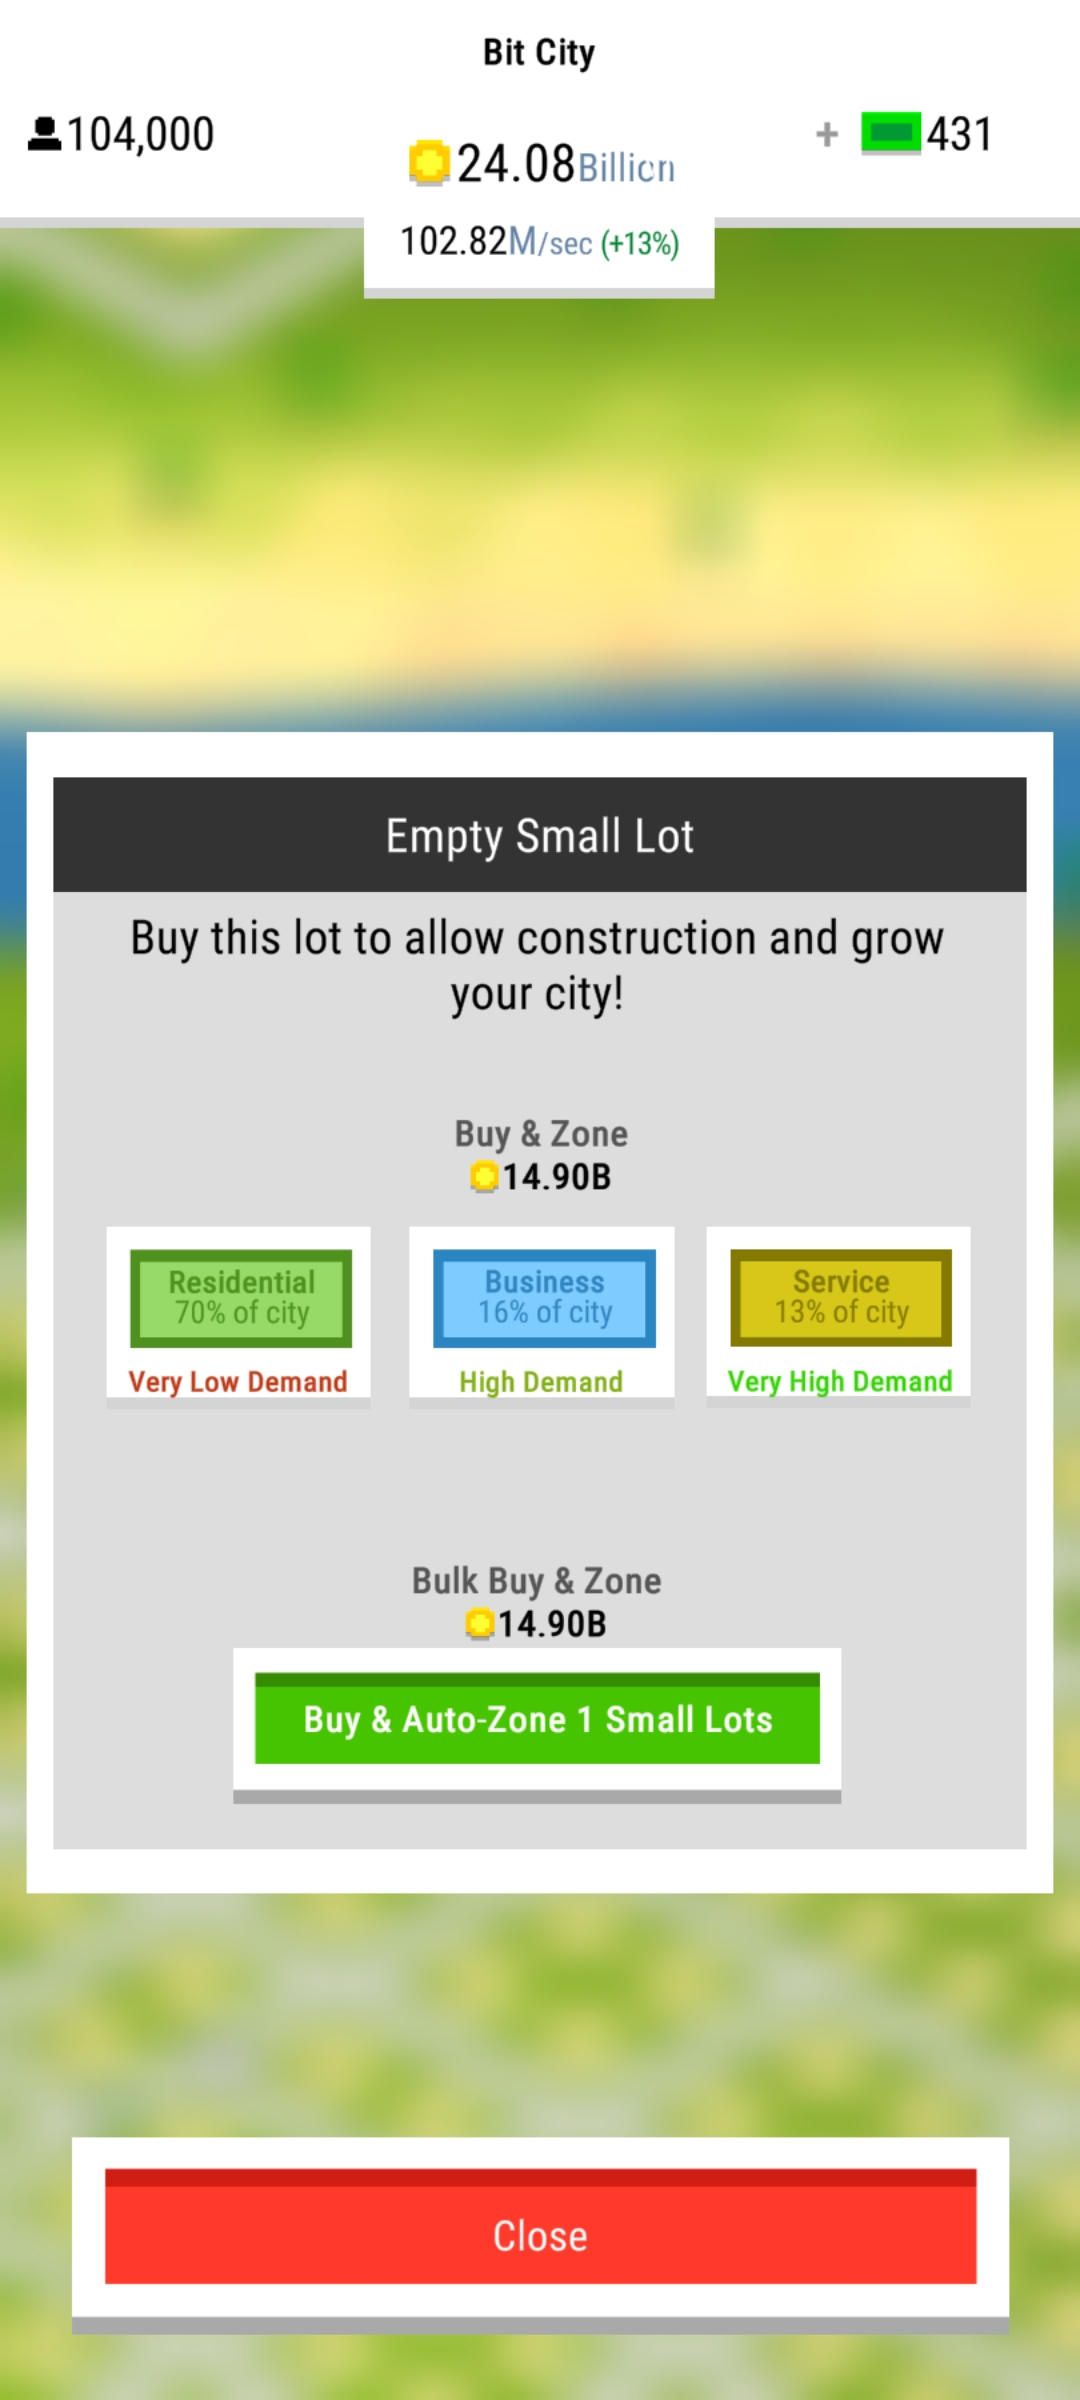 Bit City
104,000
24.08Billion
+ 431
102.82M/sec (+13%)
Empty Small Lot
Buy this lot to allow construction and grow
your city!
Buy & Zone
14.90B
Residential
70% of city
Very Low Demand
Business
16% of city
High Demand
Service
13% of city
Very High Demand
Bulk Buy & Zone
14.90B
Buy & Auto-Zone 1 Small Lots
Close